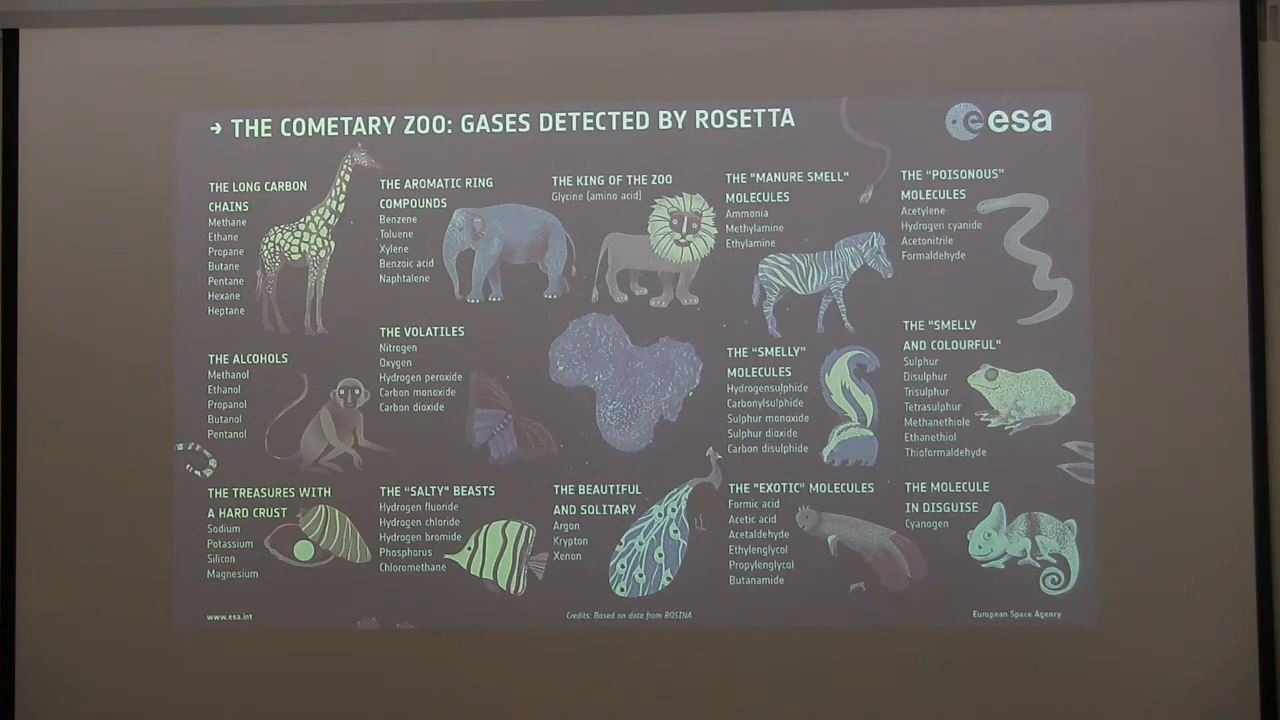 → THE COMETARY ZOO: GASES DETECTED BY ROSETTA
esa
THE LONG CARBON
CHAINS
Methane
Ethane
Propane
Butane
Pentane
Hexane
Heptane
THE AROMATIC RING
COMPOUNDS
Benzene
Toluene
Xylene
Benzoic acid
Naphtalene
THE KING OF THE ZOO
Glycine (amino acid)
THE "MANURE SMELL"
MOLECULES
Ammonia
Methylamine
Ethylamine
THE "POISONOUS"
MOLECULES
Acetylene
Hydrogen cyanide
Acetonitrile
Formaldehyde
THE ALCOHOLS
Methanol
Ethanol
Propanol
Butanol
Pentanol
THE VOLATILES
Nitrogen
Oxygen
Hydrogen peroxide
Carbon monoxide
Carbon dioxide
THE "SMELLY"
MOLECULES
Hydrogensulphide
Carbonylsulphide
Sulphur monoxide
Sulphur dioxide
Carbon disulphide
THE "SMELLY
AND COLOURFUL"
Sulphur
Disulphur
Trisulphur
Tetrasulphur
Methanethiole
Ethanethiol
Thioformaldehyde
THE TREASURES WITH
A HARD CRUST
Sodium
Potassium
Silicon
Magnesium
THE "SALTY" BEASTS
Hydrogen fluoride
Hydrogen chloride
Hydrogen bromide
Phosphorus
Chloromethane
THE BEAUTIFUL
AND SOLITARY
Argon
Krypton
Xenon
THE "EXOTIC" MOLECULES
Formic acid
Acetic acid
Acetaldehyde
Ethylenglycol
Propylenglycol
Butanamide
THE MOLECULE
IN DISGUISE
Cyanogen
www.esa.int
Credits: Based on data from ROSINA
European Space Agency